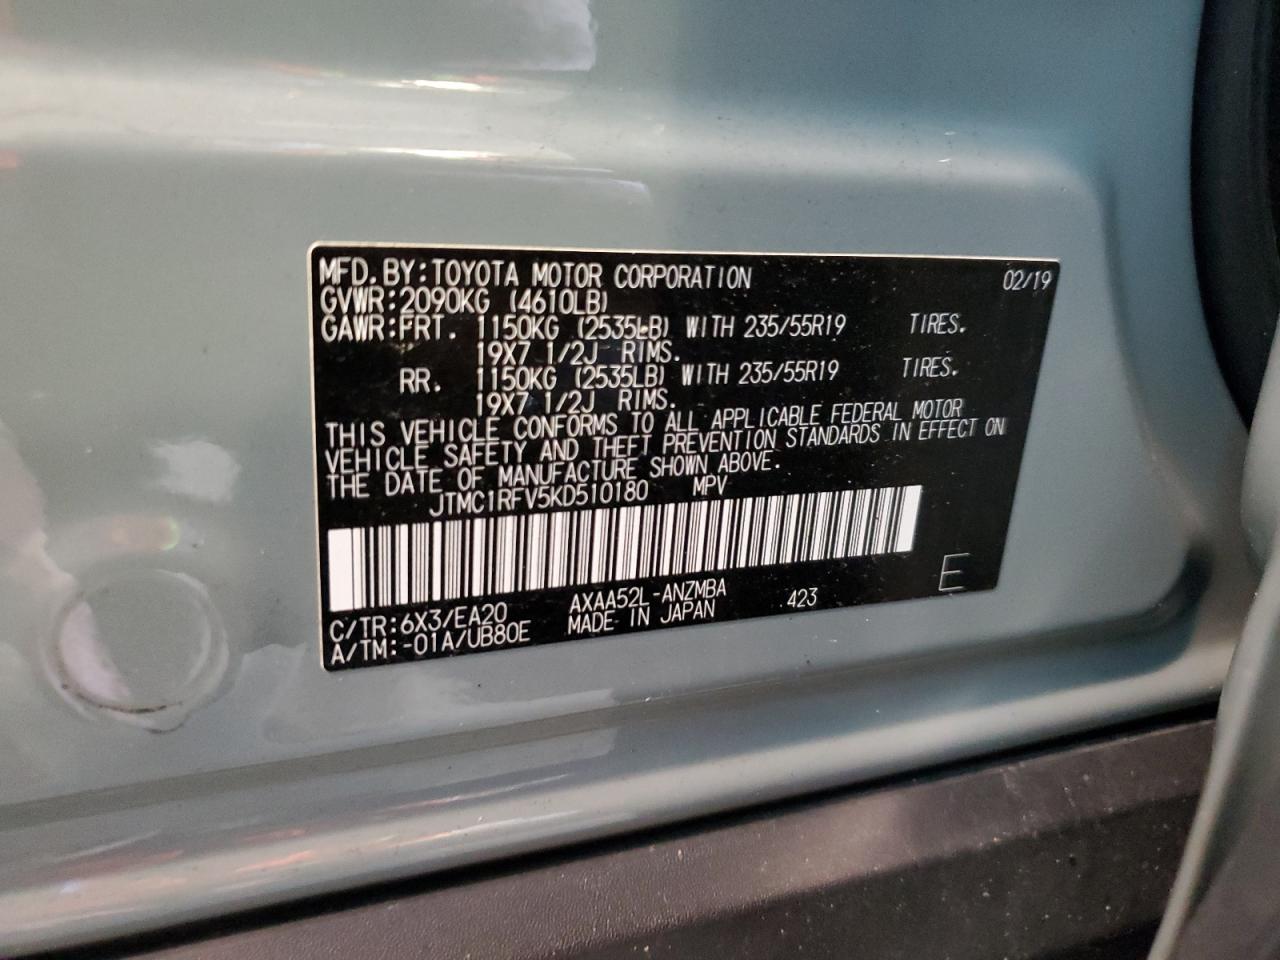 MFD.BY:TOYOTA MOTOR CORPORATION 02/19
GVWR:2090KG (4610LB)
GAWR:FRT. 1150KG (2535LB) WITH 235/55R19 TIRES.
19X7 1/2J RIMS.
RR. 1150KG (2535LB) WITH 235/55R19 TIRES.
19X7 1/2J RIMS.
THIS VEHICLE CONFORMS TO ALL APPLICABLE FEDERAL MOTOR
VEHICLE SAFETY AND THEFT PREVENTION STANDARDS IN EFFECT ON
THE DATE OF MANUFACTURE SHOWN ABOVE.
JTMC1RFV5KD510180 MPV
C/TR:6X3/EA20 AXAA52L-ANZMBA 423 E
A/TM:-01A/UB80E MADE IN JAPAN